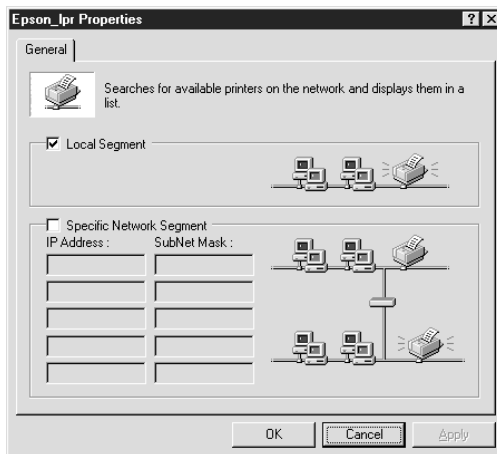 Epson_lpr Properties
General
Searches for available printers on the network and displays them in a
list.
Local Segment
Specific Network Segment
IP Address : SubNet Mask :
OK Cancel Apply